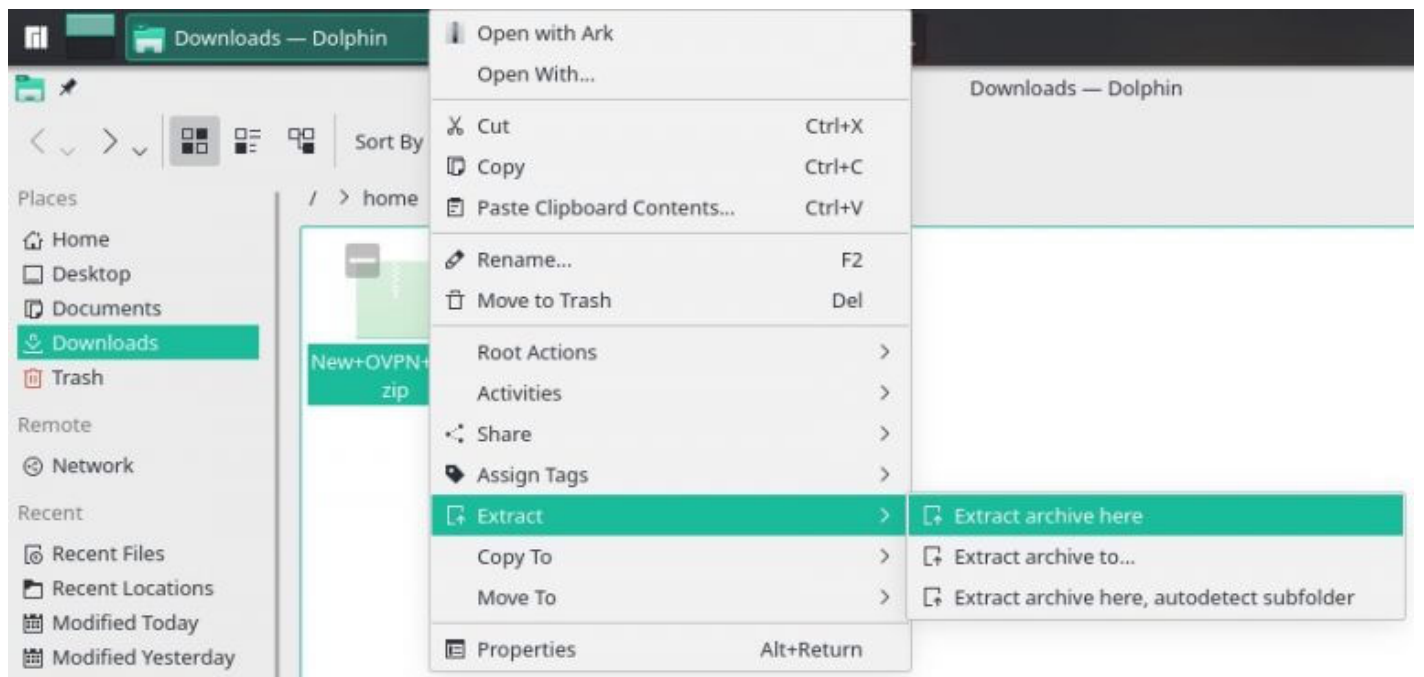 Downloads — Dolphin
Downloads — Dolphin
Sort By
Places
Home
Desktop
Documents
Downloads
Trash
Remote
Network
Recent
Recent Files
Recent Locations
Modified Today
Modified Yesterday
/ > home
New+OVPN+
zip
Open with Ark
Open With...
Cut Ctrl+X
Copy Ctrl+C
Paste Clipboard Contents... Ctrl+V
Rename... F2
Move to Trash Del
Root Actions
Activities
Share
Assign Tags
Extract
Copy To
Move To
Properties Alt+Return
Extract archive here
Extract archive to...
Extract archive here, autodetect subfolder